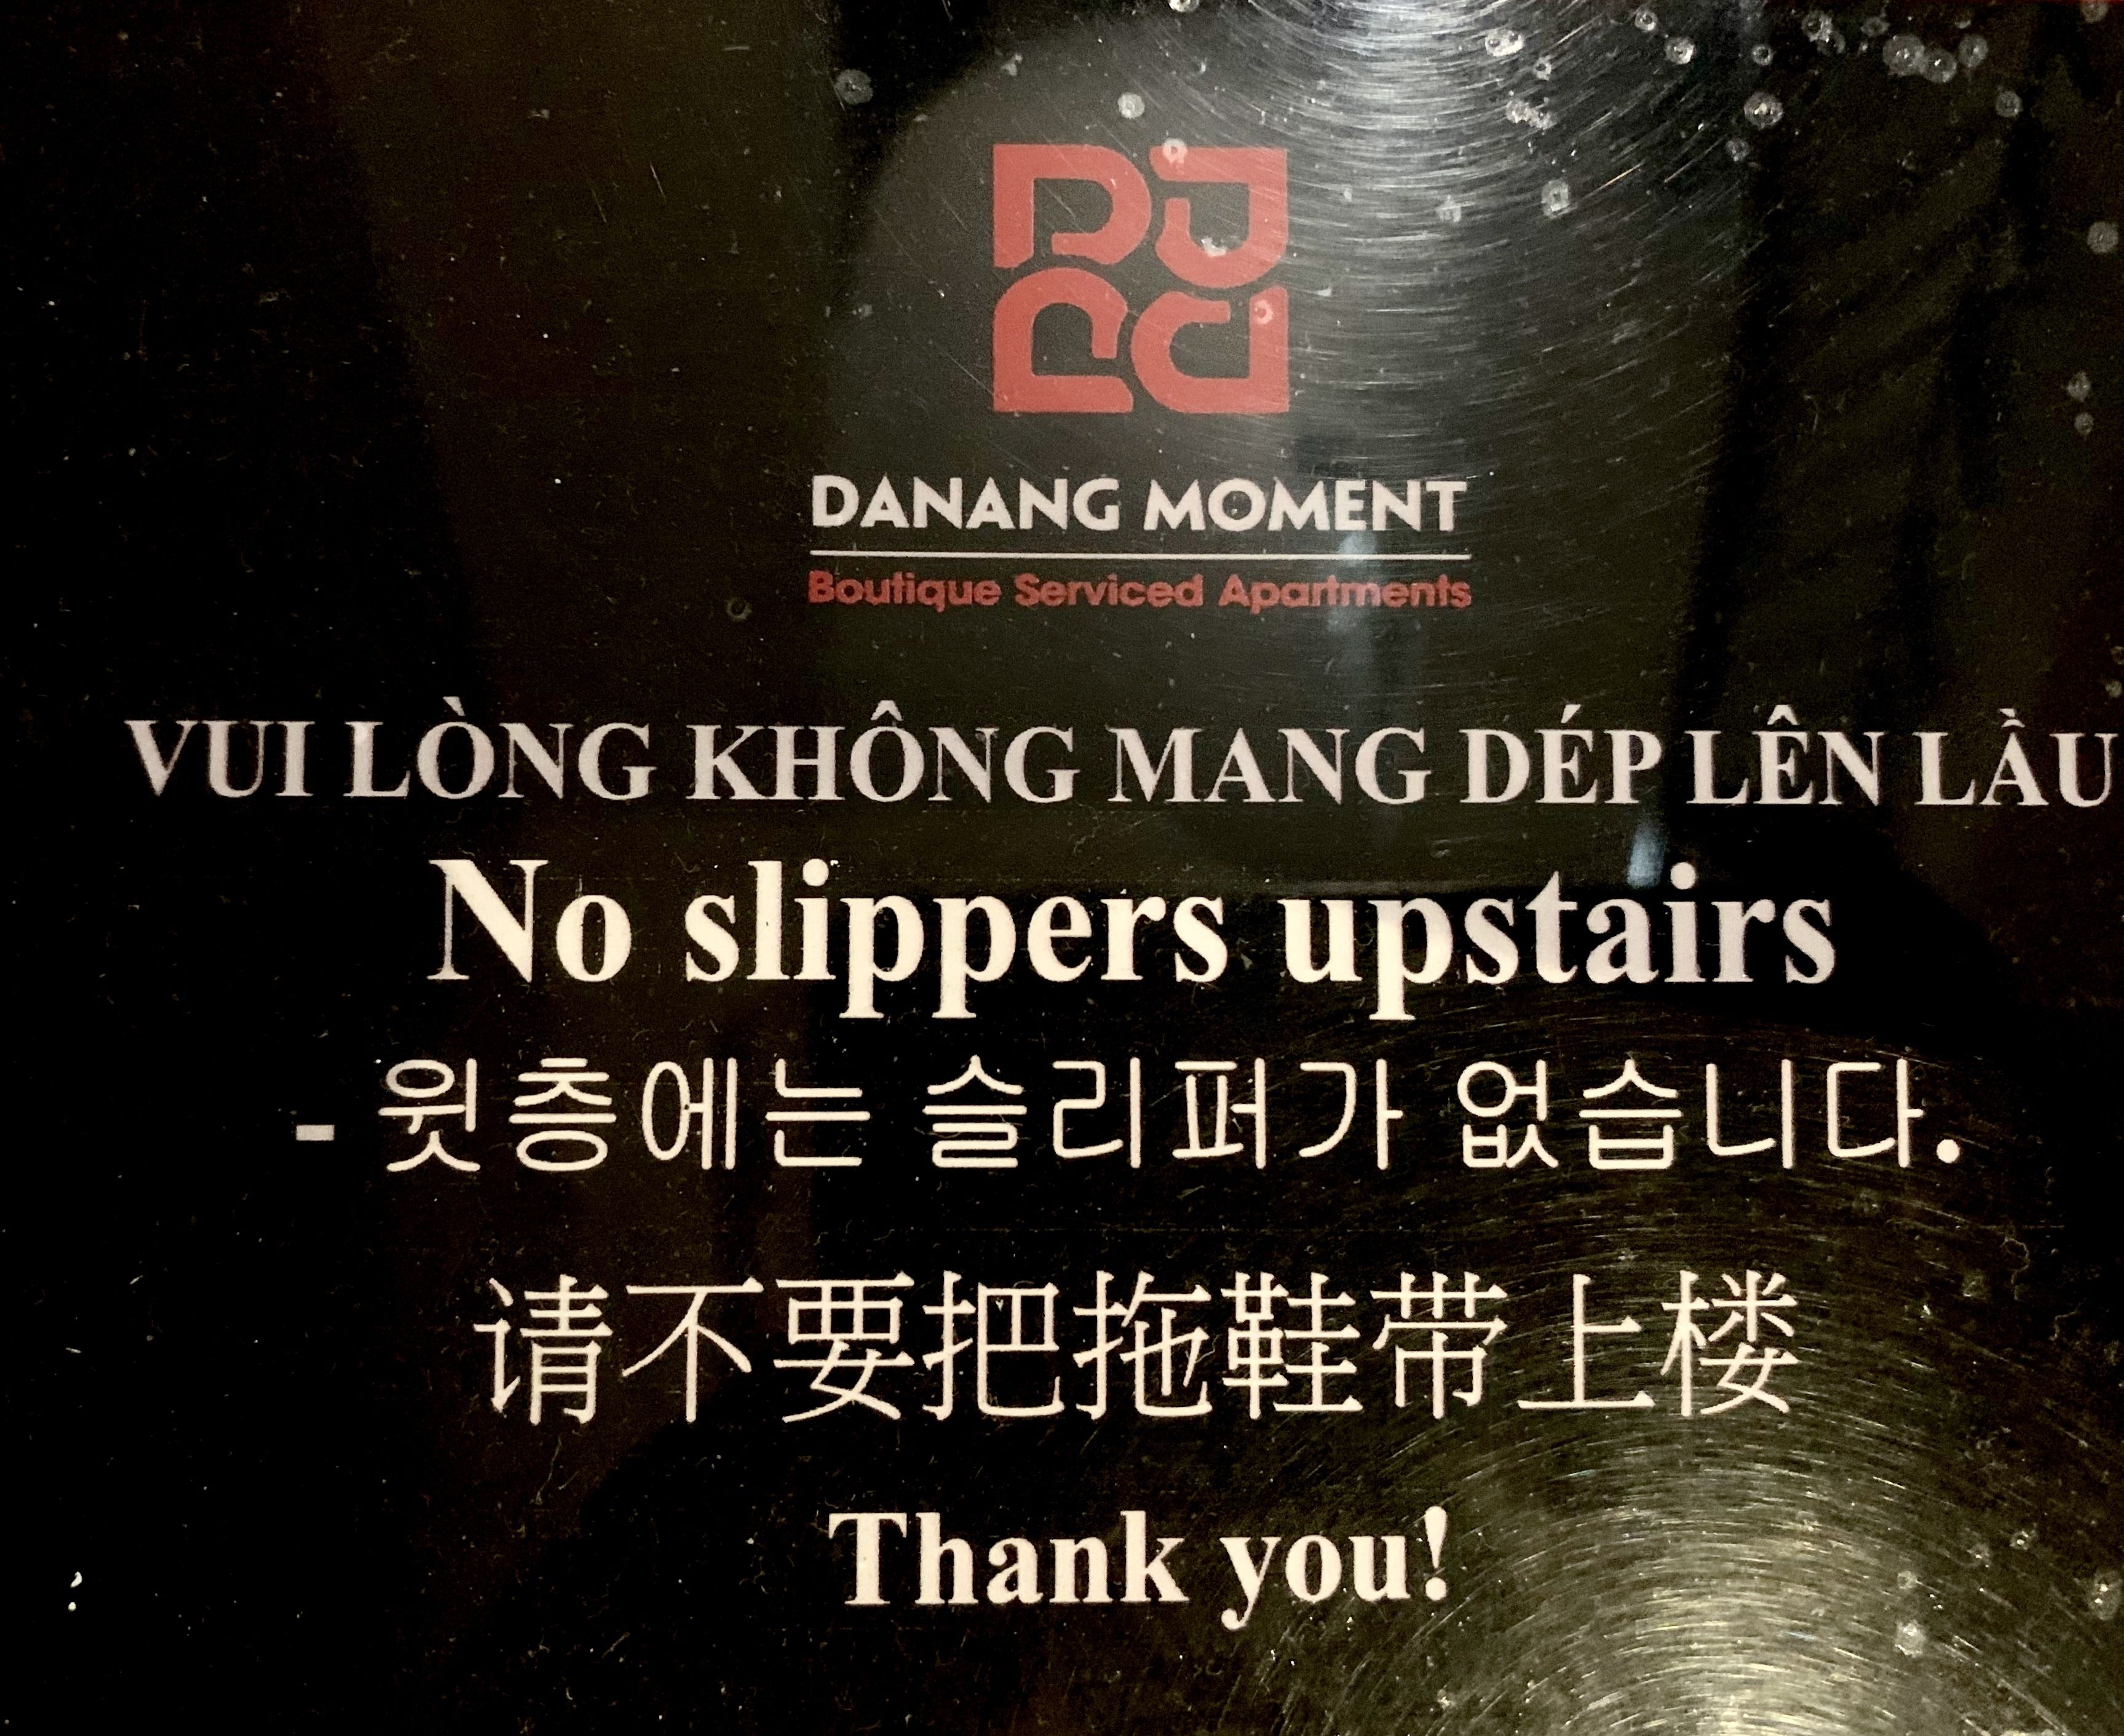 DANANG MOMENT
Boutique Serviced Apartments
VUI LÒNG KHÔNG MANG DÉP LÊN LẦU
No slippers upstairs
- 윗층에는 슬리퍼가 없습니다.
请不要把拖鞋带上楼
Thank you!